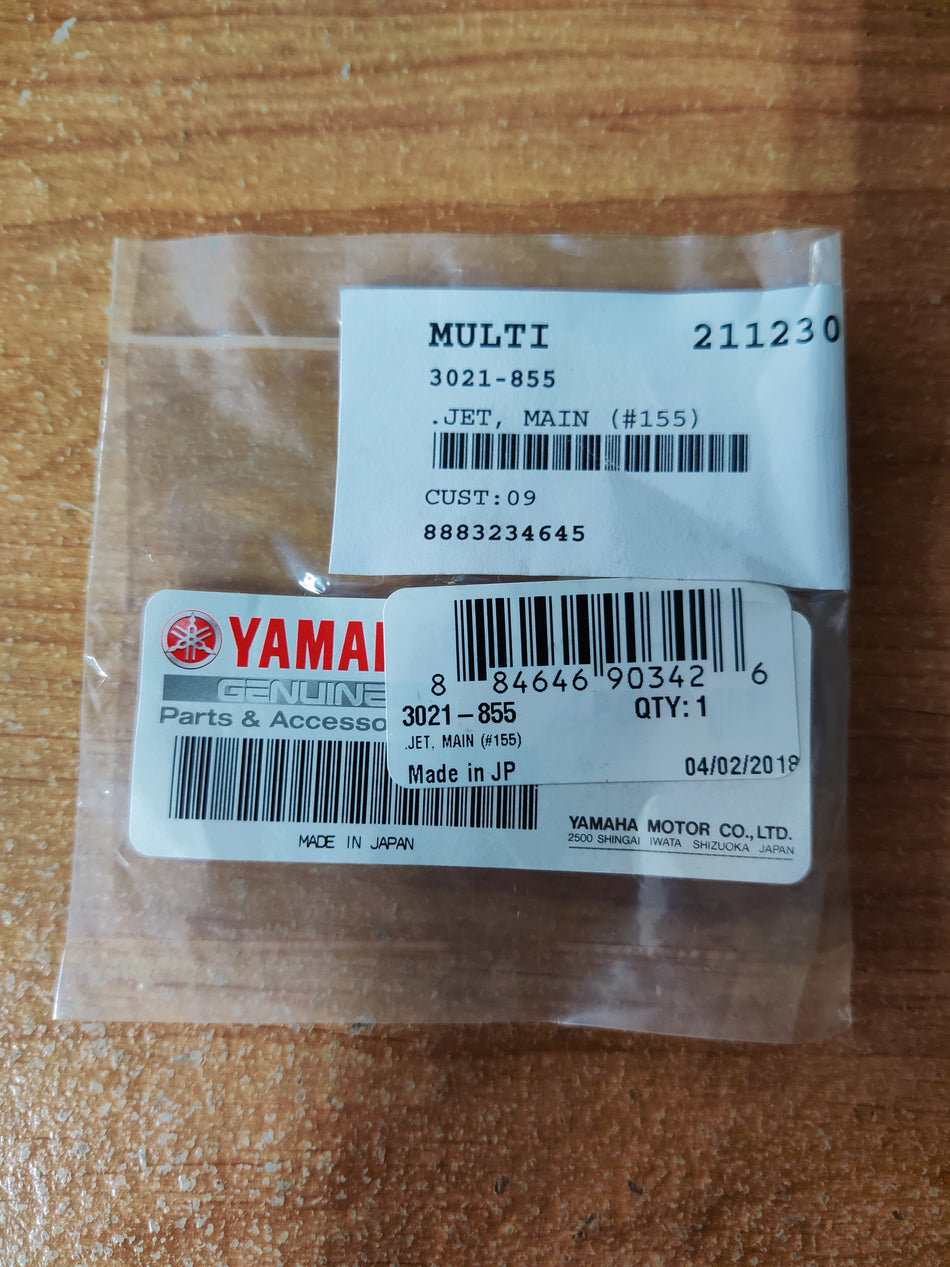 MULTI 211230
3021-855
.JET, MAIN (#155)
CUST:09
8883234645
YAMA
GENUINE
Parts & Accesso
MADE IN JAPAN
YAMAHA MOTOR CO.,LTD.
2500 SHINGAI IWATA SHIZUOKA JAPAN
8 84646 90342 6
3021-855 QTY: 1
.JET, MAIN (#155)
Made in JP 04/02/2018